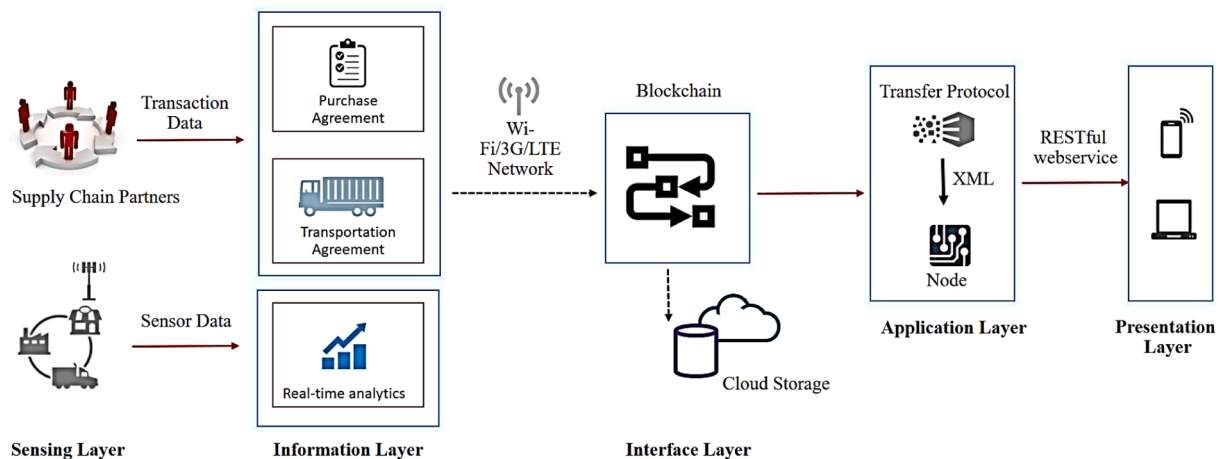 Supply Chain Partners
Transaction
Data
Sensor Data
Sensing Layer
Purchase
Agreement
Transportation
Agreement
Real-time analytics
Information Layer
Wi-
Fi/3G/LTE
Network
Blockchain
Cloud Storage
Interface Layer
Transfer Protocol
XML
Node
Application Layer
RESTful
webservice
Presentation
Layer